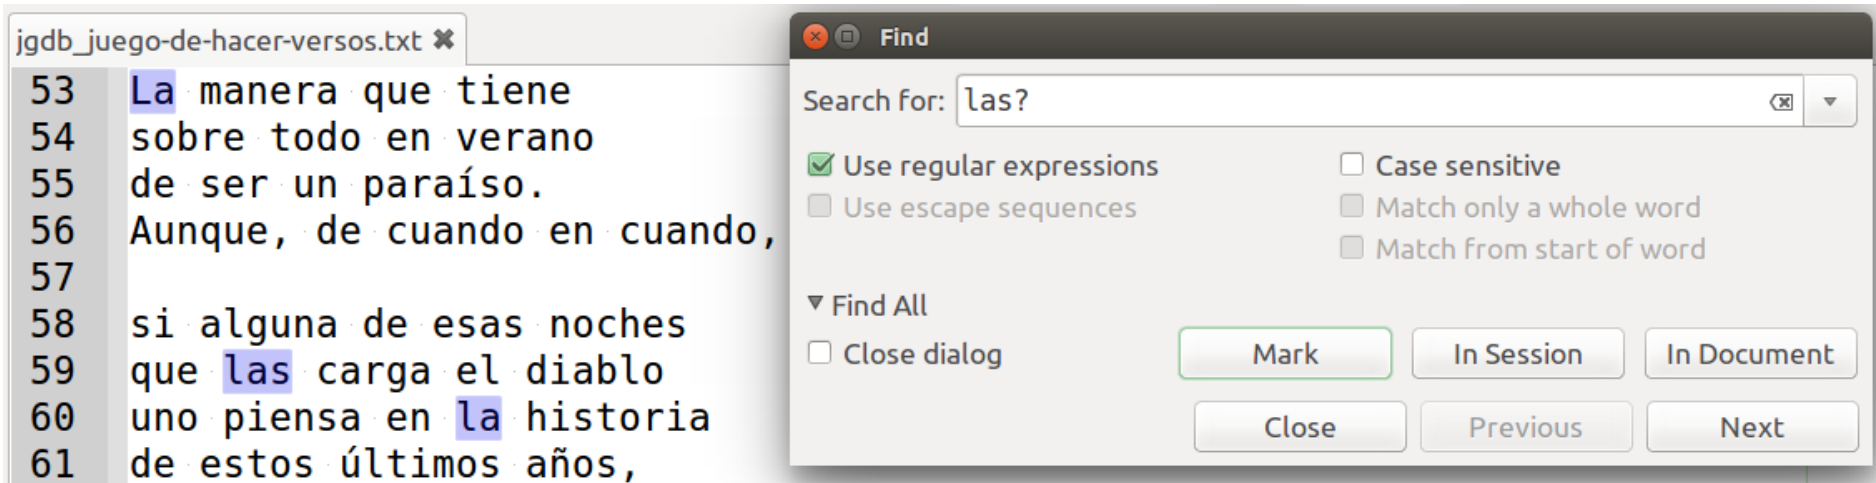 jgdb_juego-de-hacer-versos.txt
53 La manera que tiene
54 sobre todo en verano
55 de ser un paraíso.
56 Aunque, de cuando en cuando,
57
58 si alguna de esas noches
59 que las carga el diablo
60 uno piensa en la historia
61 de estos últimos años,
Find
Search for: las?
Use regular expressions
Case sensitive
Use escape sequences
Match only a whole word
Match from start of word
Find All
Close dialog
Mark
In Session
In Document
Close
Previous
Next